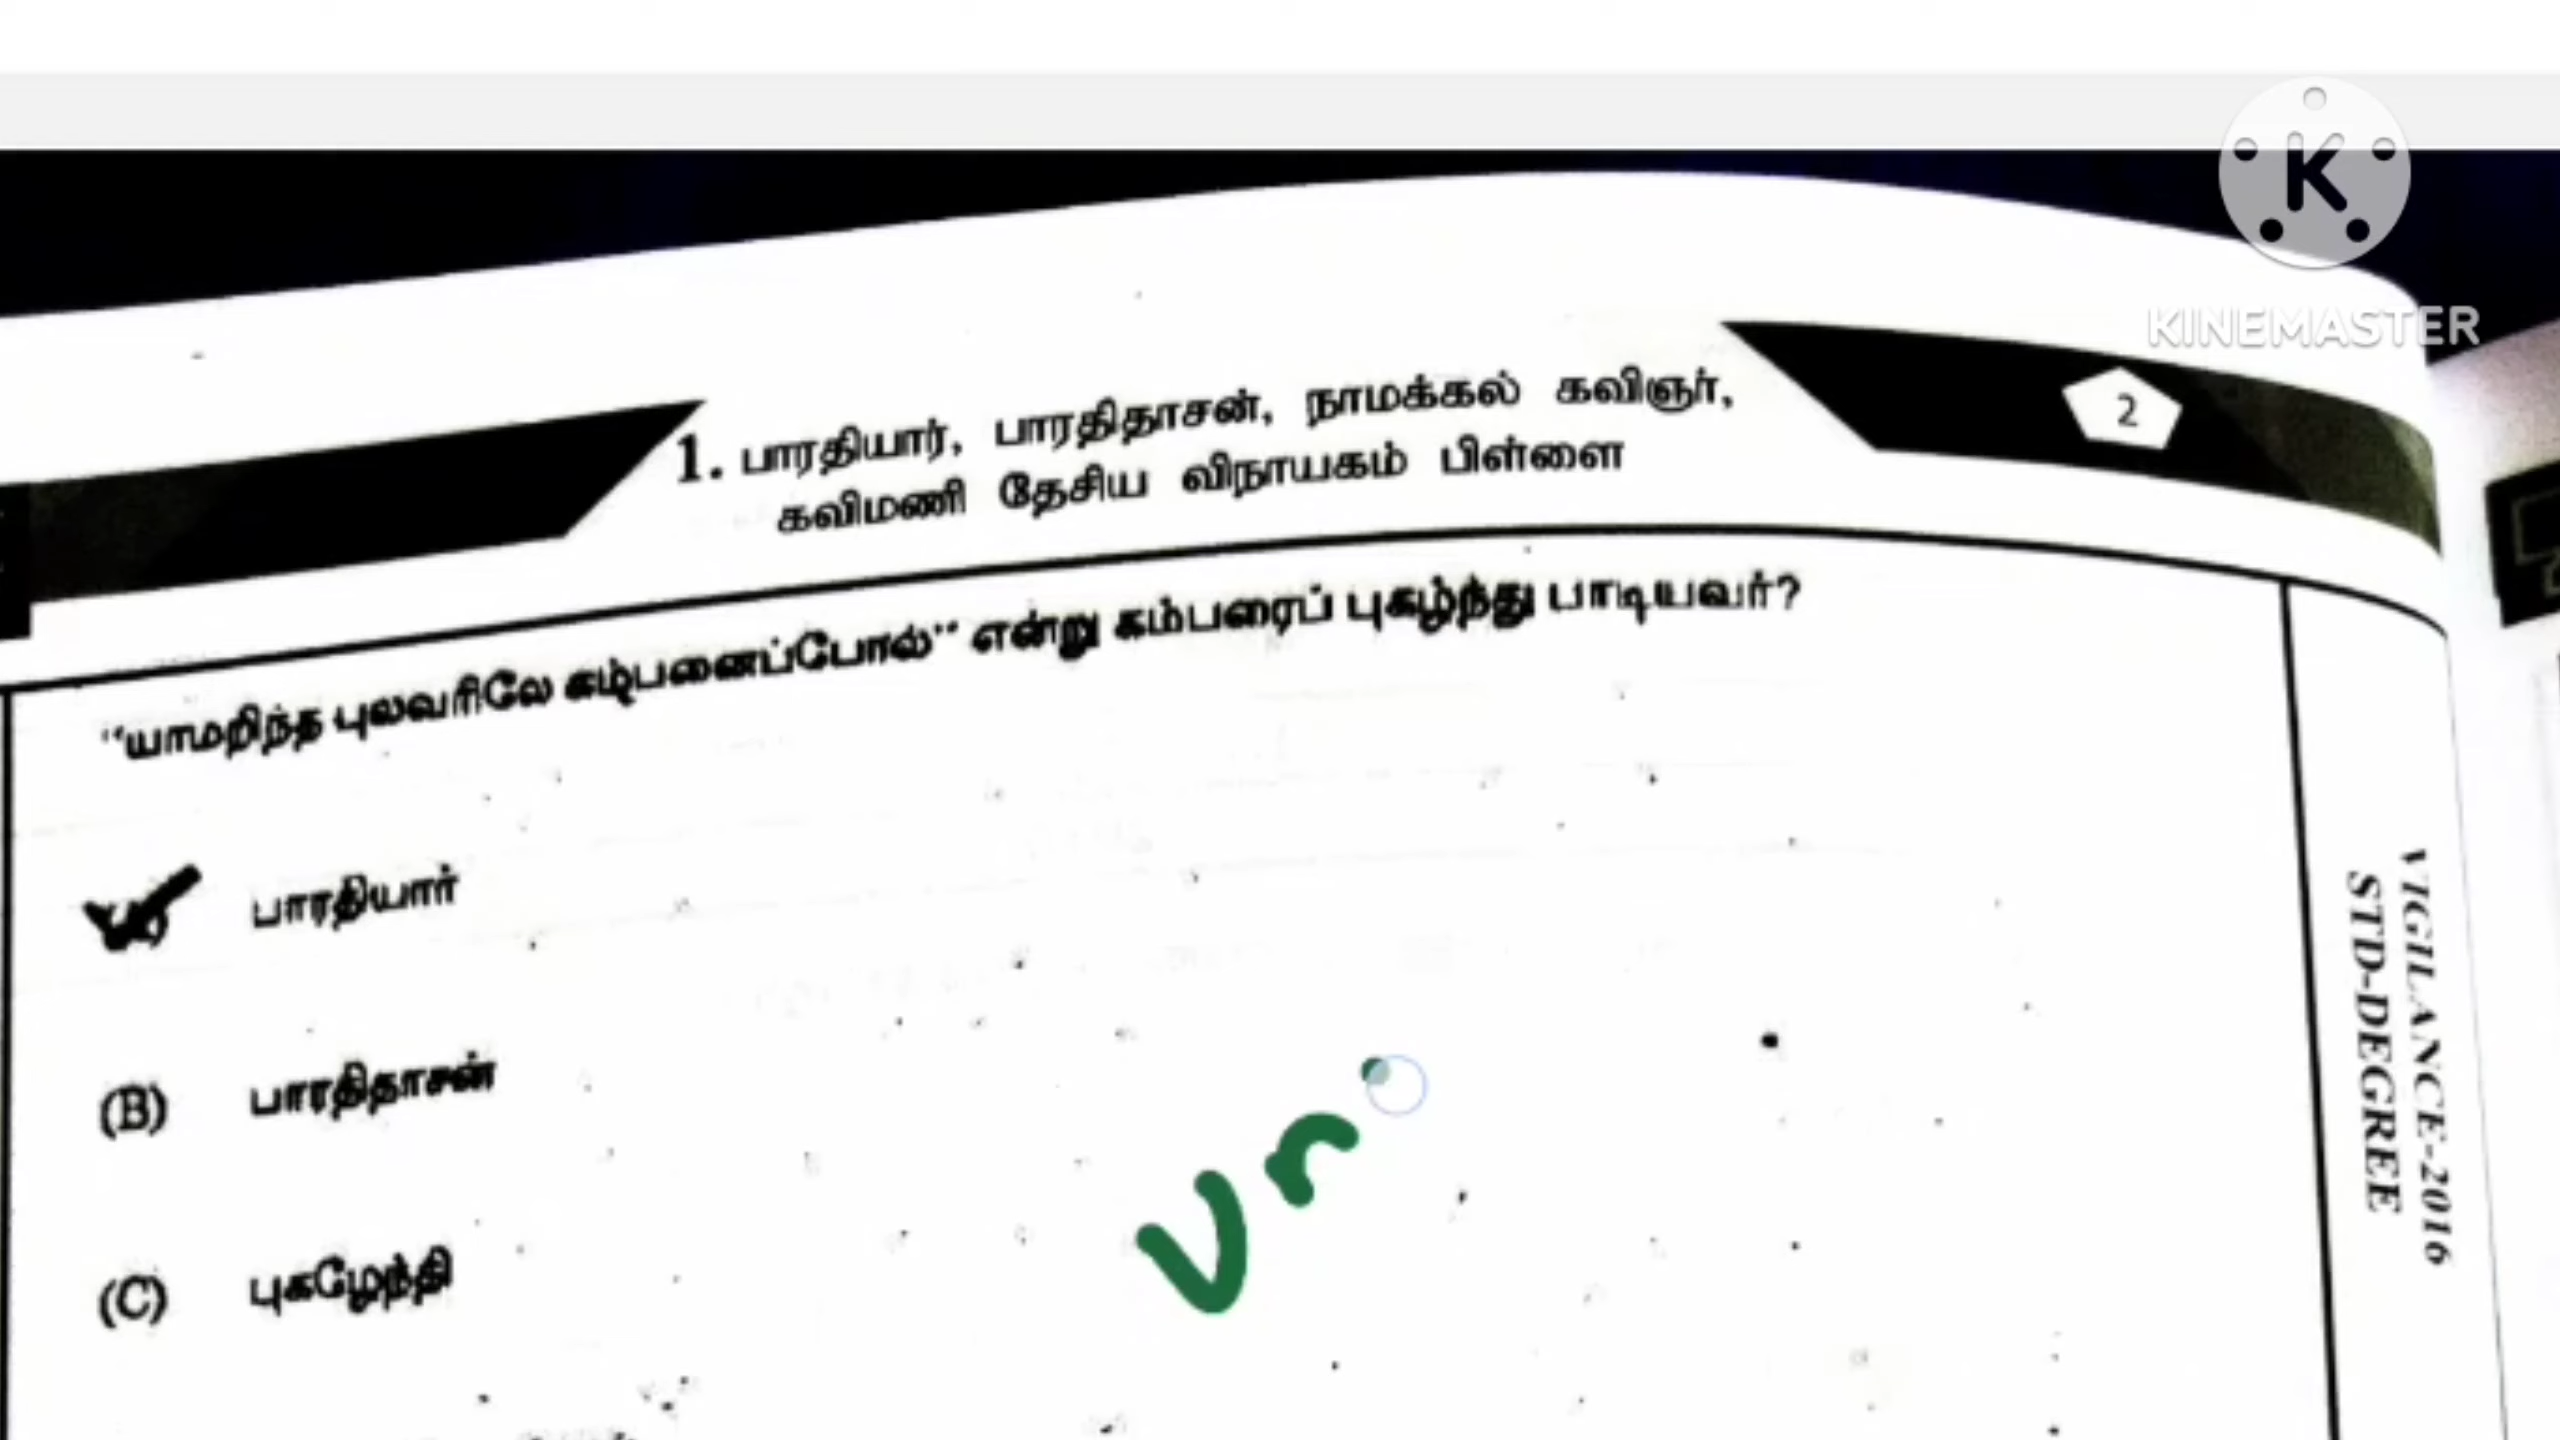 K
KINEMASTER
2
1. பாரதியார், பாரதிதாசன், நாமக்கல் கவிஞர்,
கவிமணி தேசிய விநாயகம் பிள்ளை
"யாமறிந்த புலவரிலே கம்பனைப்போல்" என்று கம்பரைப் புகழ்ந்து பாடியவர்?
பாரதியார்
(B) பாரதிதாசன்
(C) புகழேந்தி
VIGILANCE-2016
STD-DEGREE